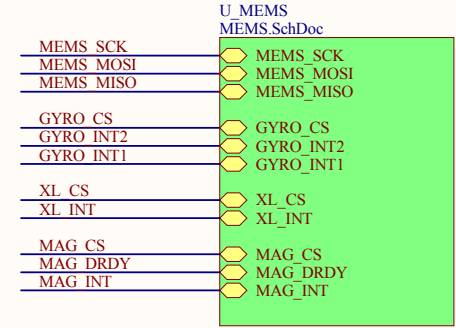 U_MEMS
MEMS.SchDoc
MEMS_SCK MEMS_SCK
MEMS_MOSI MEMS_MOSI
MEMS_MISO MEMS_MISO
GYRO_CS GYRO_CS
GYRO_INT2 GYRO_INT2
GYRO_INT1 GYRO_INT1
XL_CS XL_CS
XL_INT XL_INT
MAG_CS MAG_CS
MAG_DRDY MAG_DRDY
MAG_INT MAG_INT